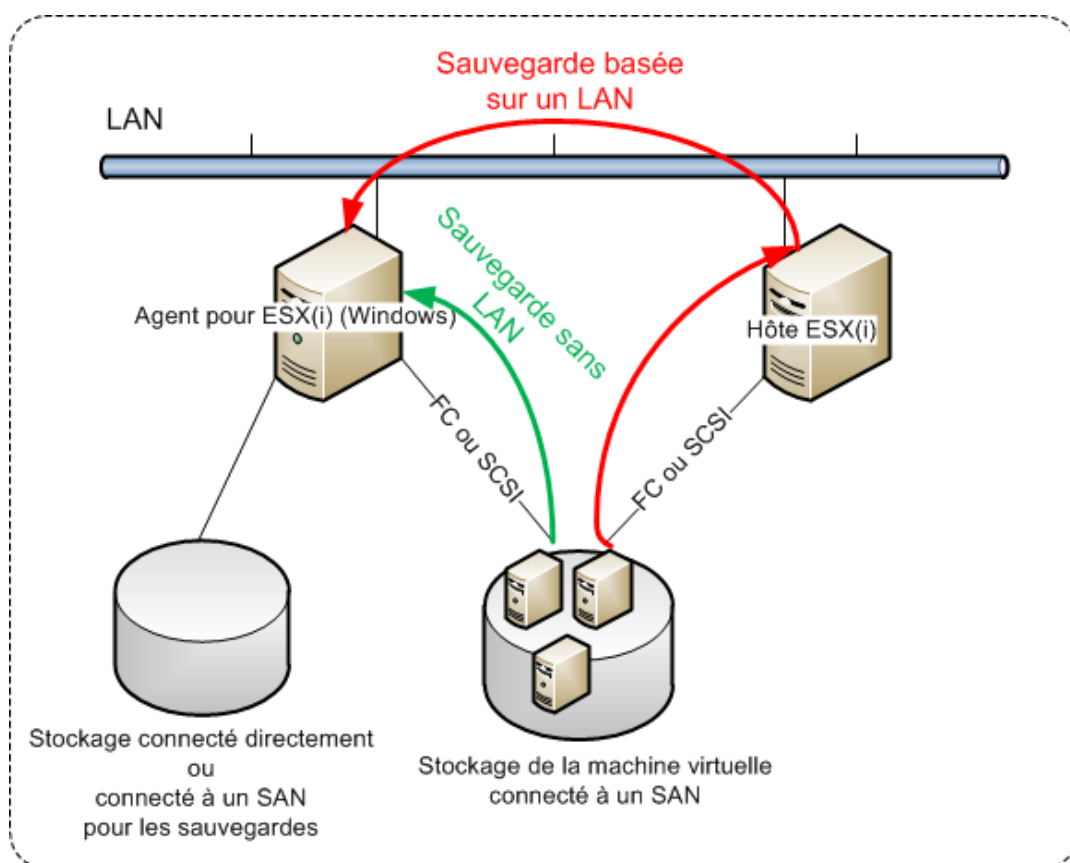 Sauvegarde basée
sur un LAN
LAN
Sauvegarde sans
LAN
Agent pour ESX(i) (Windows)
Hôte ESX(i)
FC ou SCSI
FC ou SCSI
Stockage connecté directement
ou
connecté à un SAN
pour les sauvegardes
Stockage de la machine virtuelle
connecté à un SAN